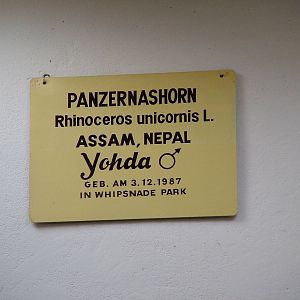 PANZERNASHORN
Rhinoceros unicornis L.
ASSAM, NEPAL
Yohda ♂
GEB. AM 3.12.1987
IN WHIPSNADE PARK